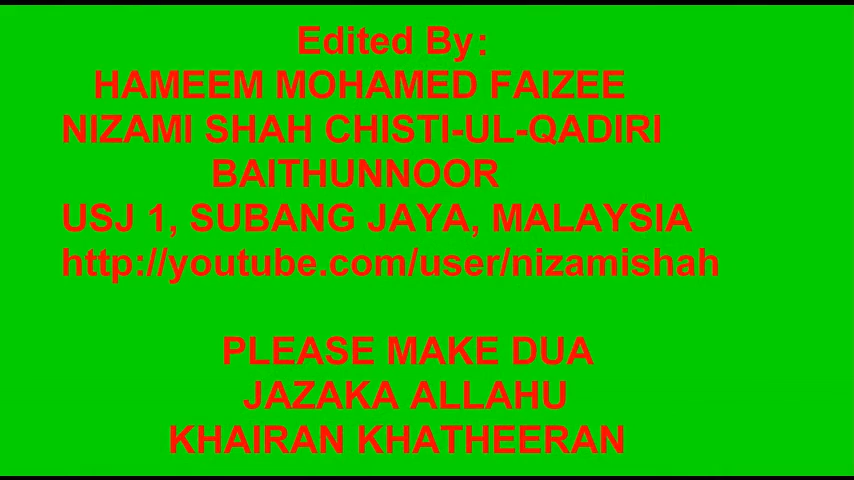 Edited By:
HAMEEM MOHAMED FAIZEE
NIZAMI SHAH CHISTI-UL-QADIRI
BAITHUNNOOR
USJ 1, SUBANG JAYA, MALAYSIA
http://youtube.com/user/nizamishah
PLEASE MAKE DUA
JAZAKA ALLAHU
KHAIRAN KHATHEERAN